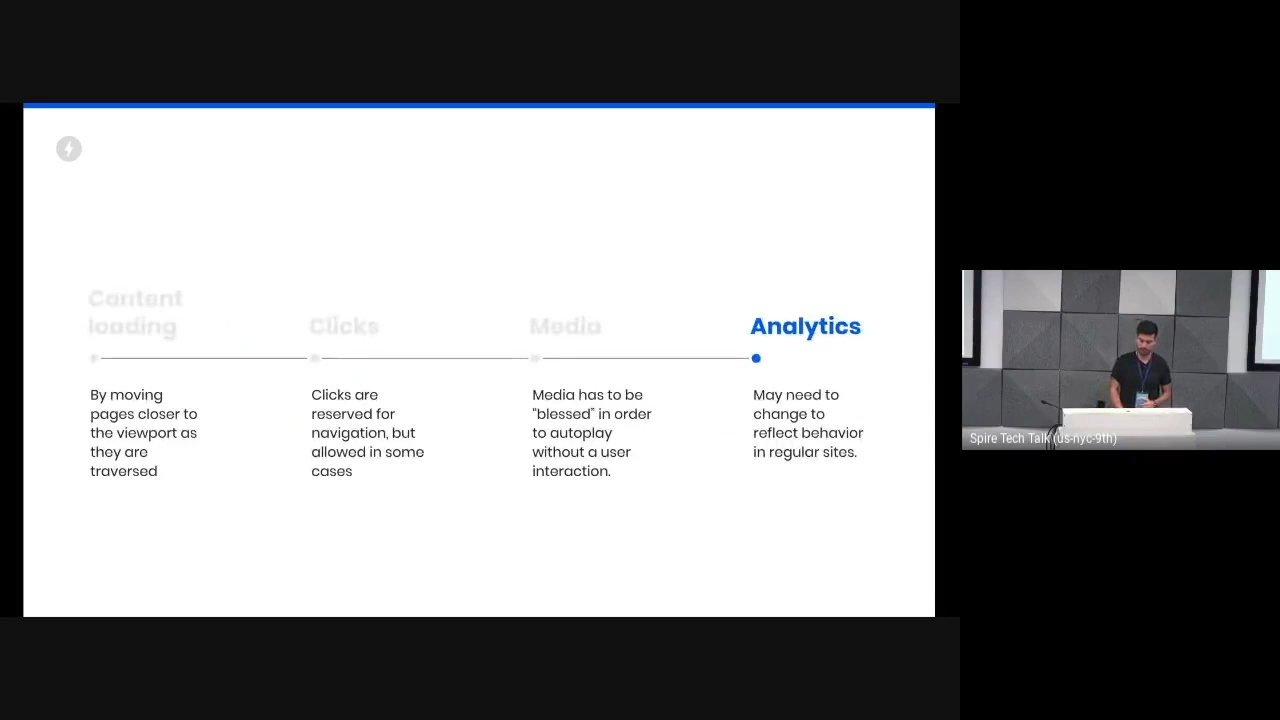 Content
loading
Clicks
Media
Analytics
By moving
pages closer to
the viewport as
they are
traversed
Clicks are
reserved for
navigation, but
allowed in some
cases
Media has to be
"blessed" in order
to autoplay
without a user
interaction.
May need to
change to
reflect behavior
in regular sites.
Spire Tech Talk (us-nyc-9th)